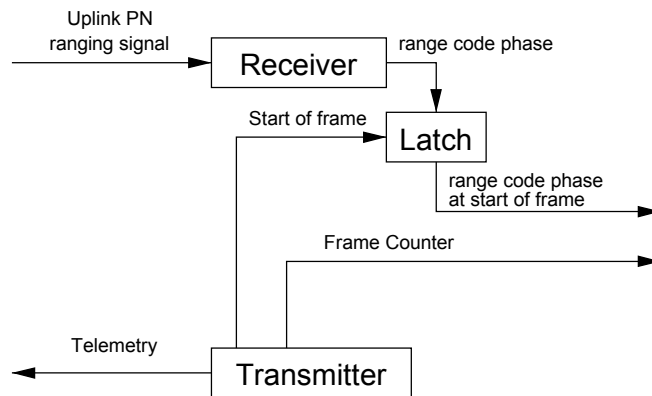 Uplink PN
ranging signal
Receiver
range code phase
Start of frame
Latch
range code phase
at start of frame
Frame Counter
Telemetry
Transmitter